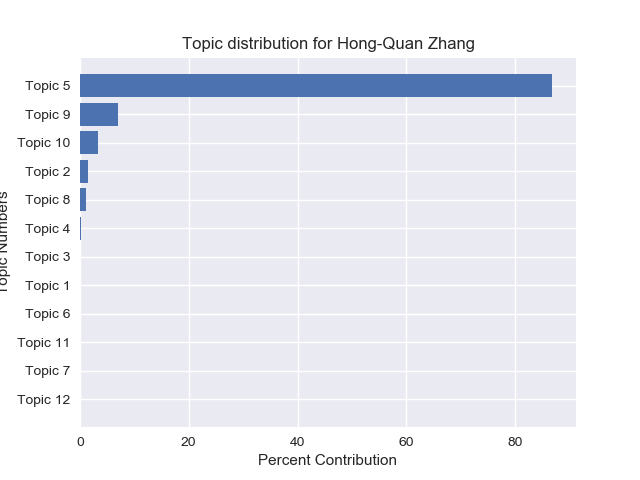 Topic distribution for Hong-Quan Zhang
Topic 5
Topic 9
Topic 10
Topic 2
Topic 8
Topic 4
Topic 3
Topic 1
Topic 6
Topic 11
Topic 7
Topic 12
Topic Numbers
0 20 40 60 80
Percent Contribution